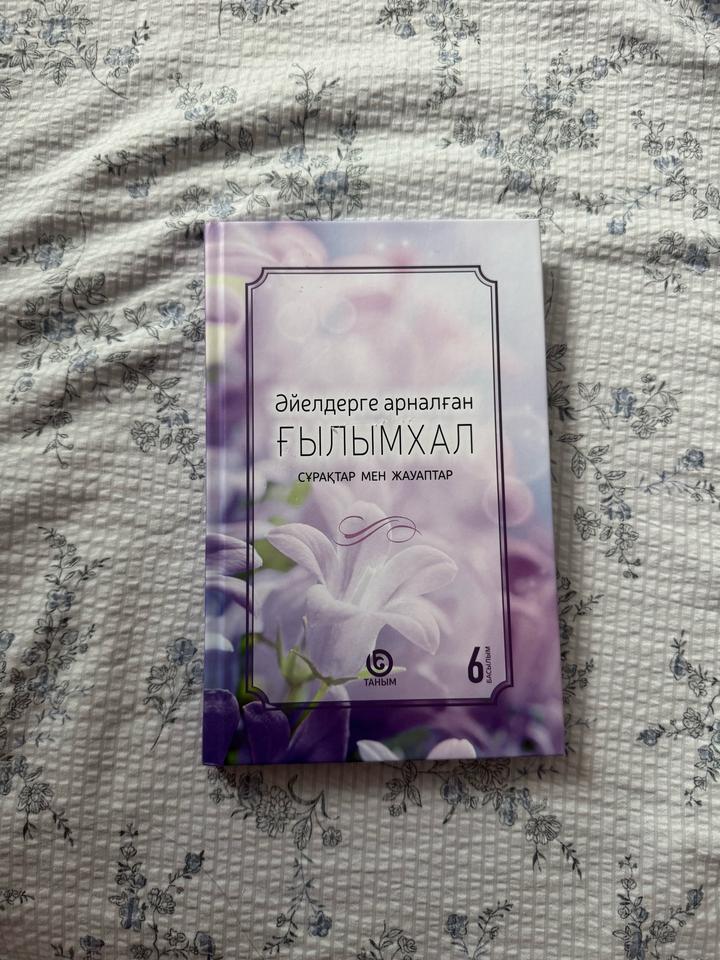 Әйелдерге арналған
ҒЫЛЫМХАЛ
СҰРАҚТАР МЕН ЖАУАПТАР
ТАНЫМ
6
БАСЫЛЫМ